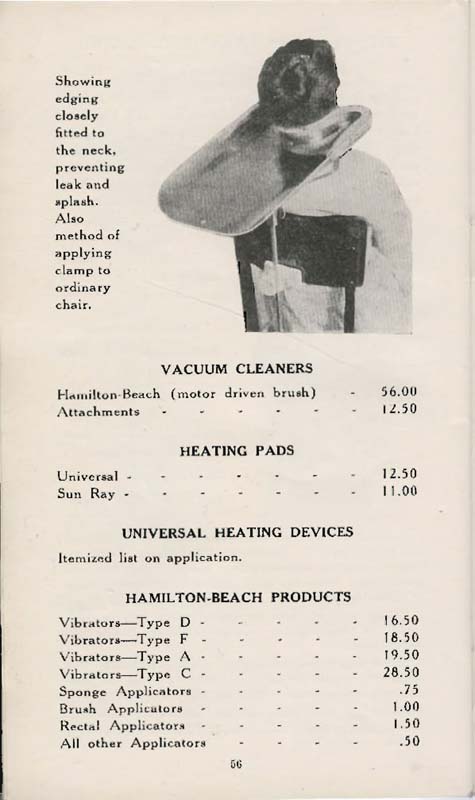 Showing
edging
closely
fitted to
the neck,
preventing
leak and
splash.
Also
method of
applying
clamp to
ordinary
chair.
VACUUM CLEANERS
Hamilton-Beach (motor driven brush) - 56.00
Attachments - - - - - - 12.50
HEATING PADS
Universal - - - - - - - 12.50
Sun Ray - - - - - - - 11.00
UNIVERSAL HEATING DEVICES
Itemized list on application.
HAMILTON-BEACH PRODUCTS
Vibrators—Type D - - - - - 16.50
Vibrators—Type F - - - - - 18.50
Vibrators—Type A - - - - - 19.50
Vibrators—Type C - - - - - 28.50
Sponge Applicators - - - - - .75
Brush Applicators - - - - - 1.00
Rectal Applicators - - - - - 1.50
All other Applicators - - - - .50
56